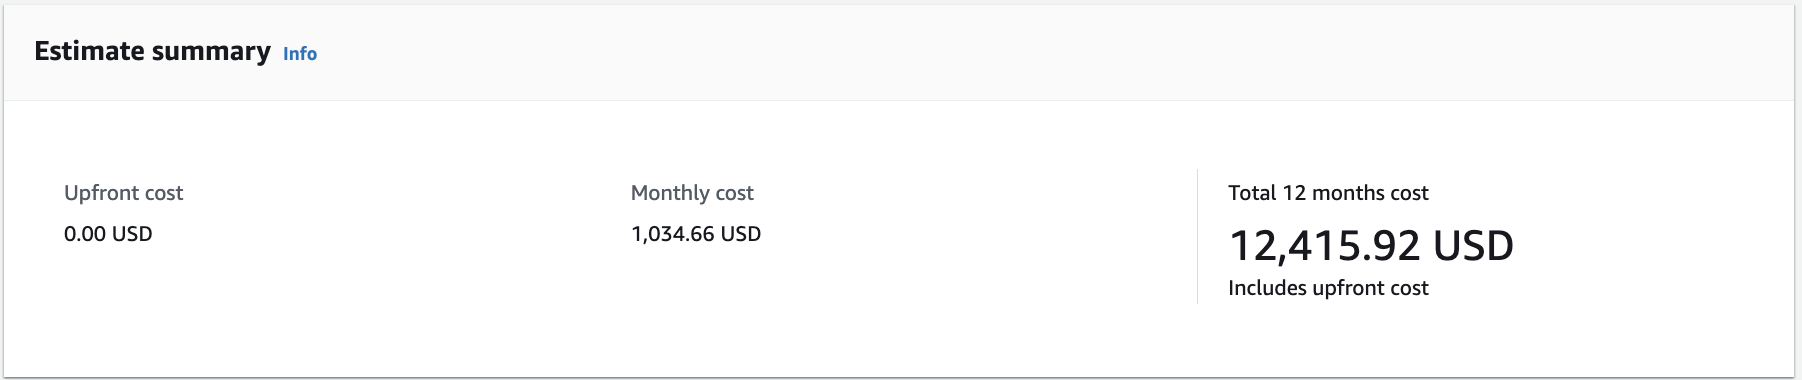 Estimate summary Info
Upfront cost
0.00 USD
Monthly cost
1,034.66 USD
Total 12 months cost
12,415.92 USD
Includes upfront cost